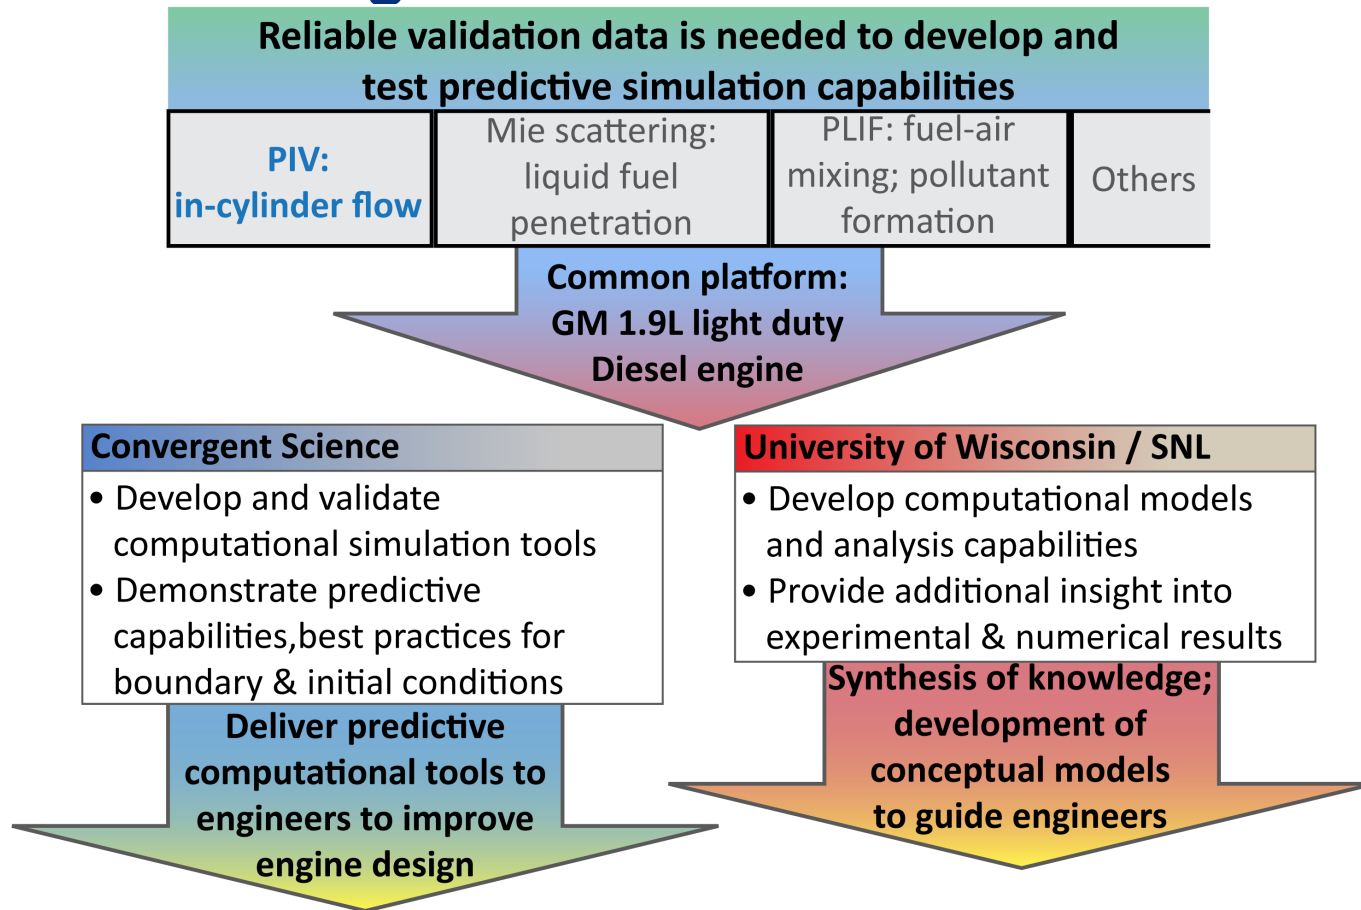 Reliable validation data is needed to develop and
test predictive simulation capabilities
PIV:
in-cylinder flow
Mie scattering:
liquid fuel
penetration
PLIF: fuel-air
mixing; pollutant
formation
Others
Common platform:
GM 1.9L light duty
Diesel engine
Convergent Science
• Develop and validate
computational simulation tools
• Demonstrate predictive
capabilities,best practices for
boundary & initial conditions
Deliver predictive
computational tools to
engineers to improve
engine design
University of Wisconsin / SNL
• Develop computational models
and analysis capabilities
• Provide additional insight into
experimental & numerical results
Synthesis of knowledge;
development of
conceptual models
to guide engineers